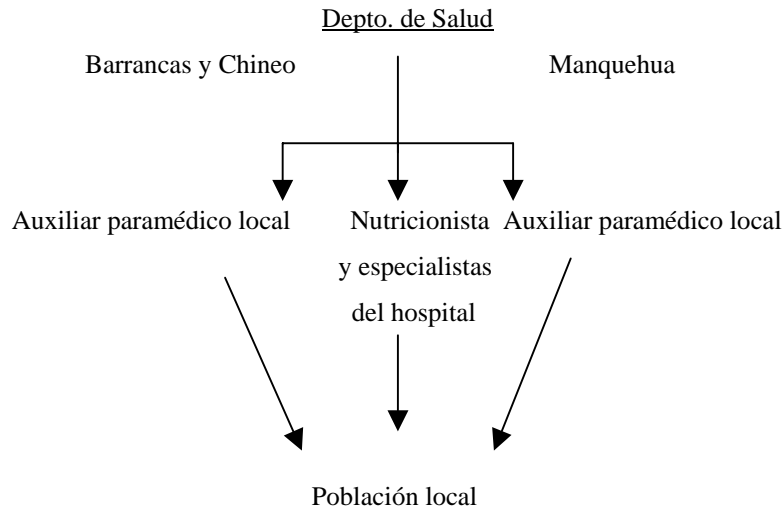 Depto. de Salud
Barrancas y Chineo Manquehua
Auxiliar paramédico local Nutricionista Auxiliar paramédico local
y especialistas
del hospital
Población local